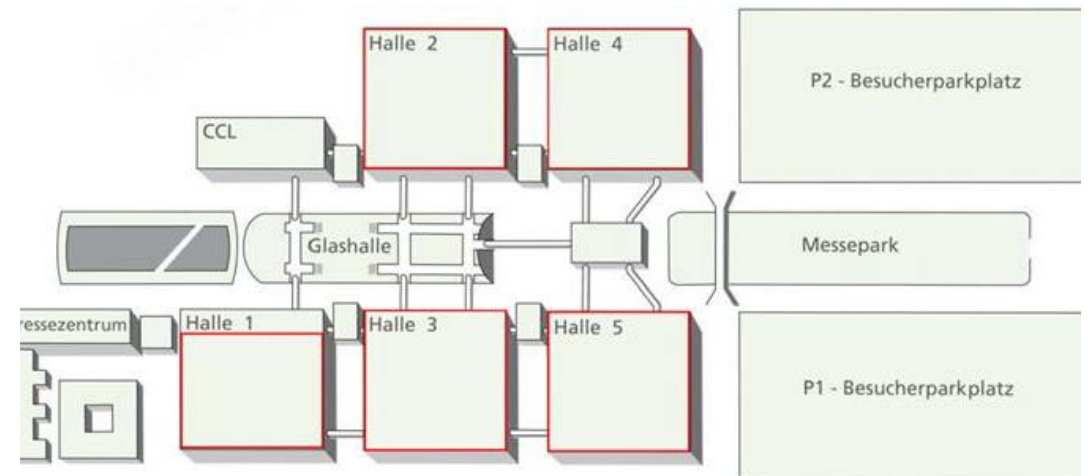 Halle 2
Halle 4
P2 - Besucherparkplatz
CCL
Glashalle
Messepark
ressezentrum
Halle 1
Halle 3
Halle 5
P1 - Besucherparkplatz